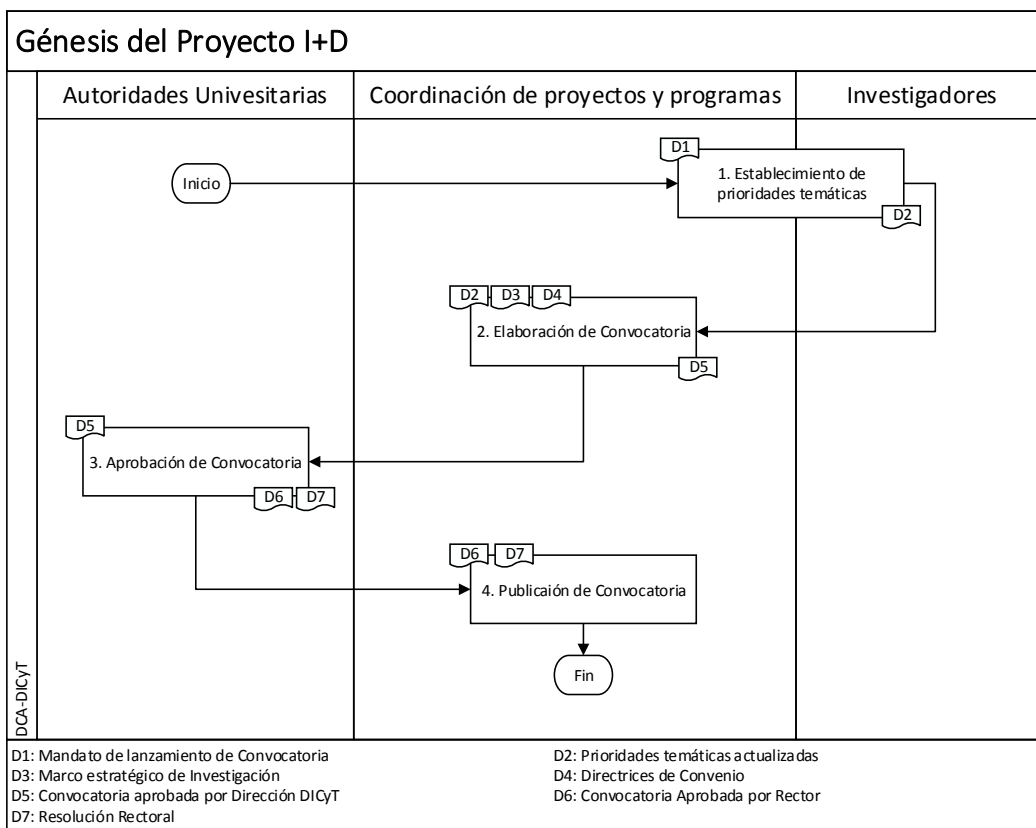 Génesis del Proyecto I+D
Autoridades Univesitarias
Coordinación de proyectos y programas
Investigadores
Inicio
D1
1. Establecimiento de
prioridades temáticas
D2
D2
D3
D4
2. Elaboración de Convocatoria
D5
D5
3. Aprobación de Convocatoria
D6
D7
D6
D7
4. Publicaión de Convocatoria
Fin
DCA-DICyT
D1: Mandato de lanzamiento de Convocatoria
D2: Prioridades temáticas actualizadas
D3: Marco estratégico de Investigación
D4: Directrices de Convenio
D5: Convocatoria aprobada por Dirección DICyT
D6: Convocatoria Aprobada por Rector
D7: Resolución Rectoral